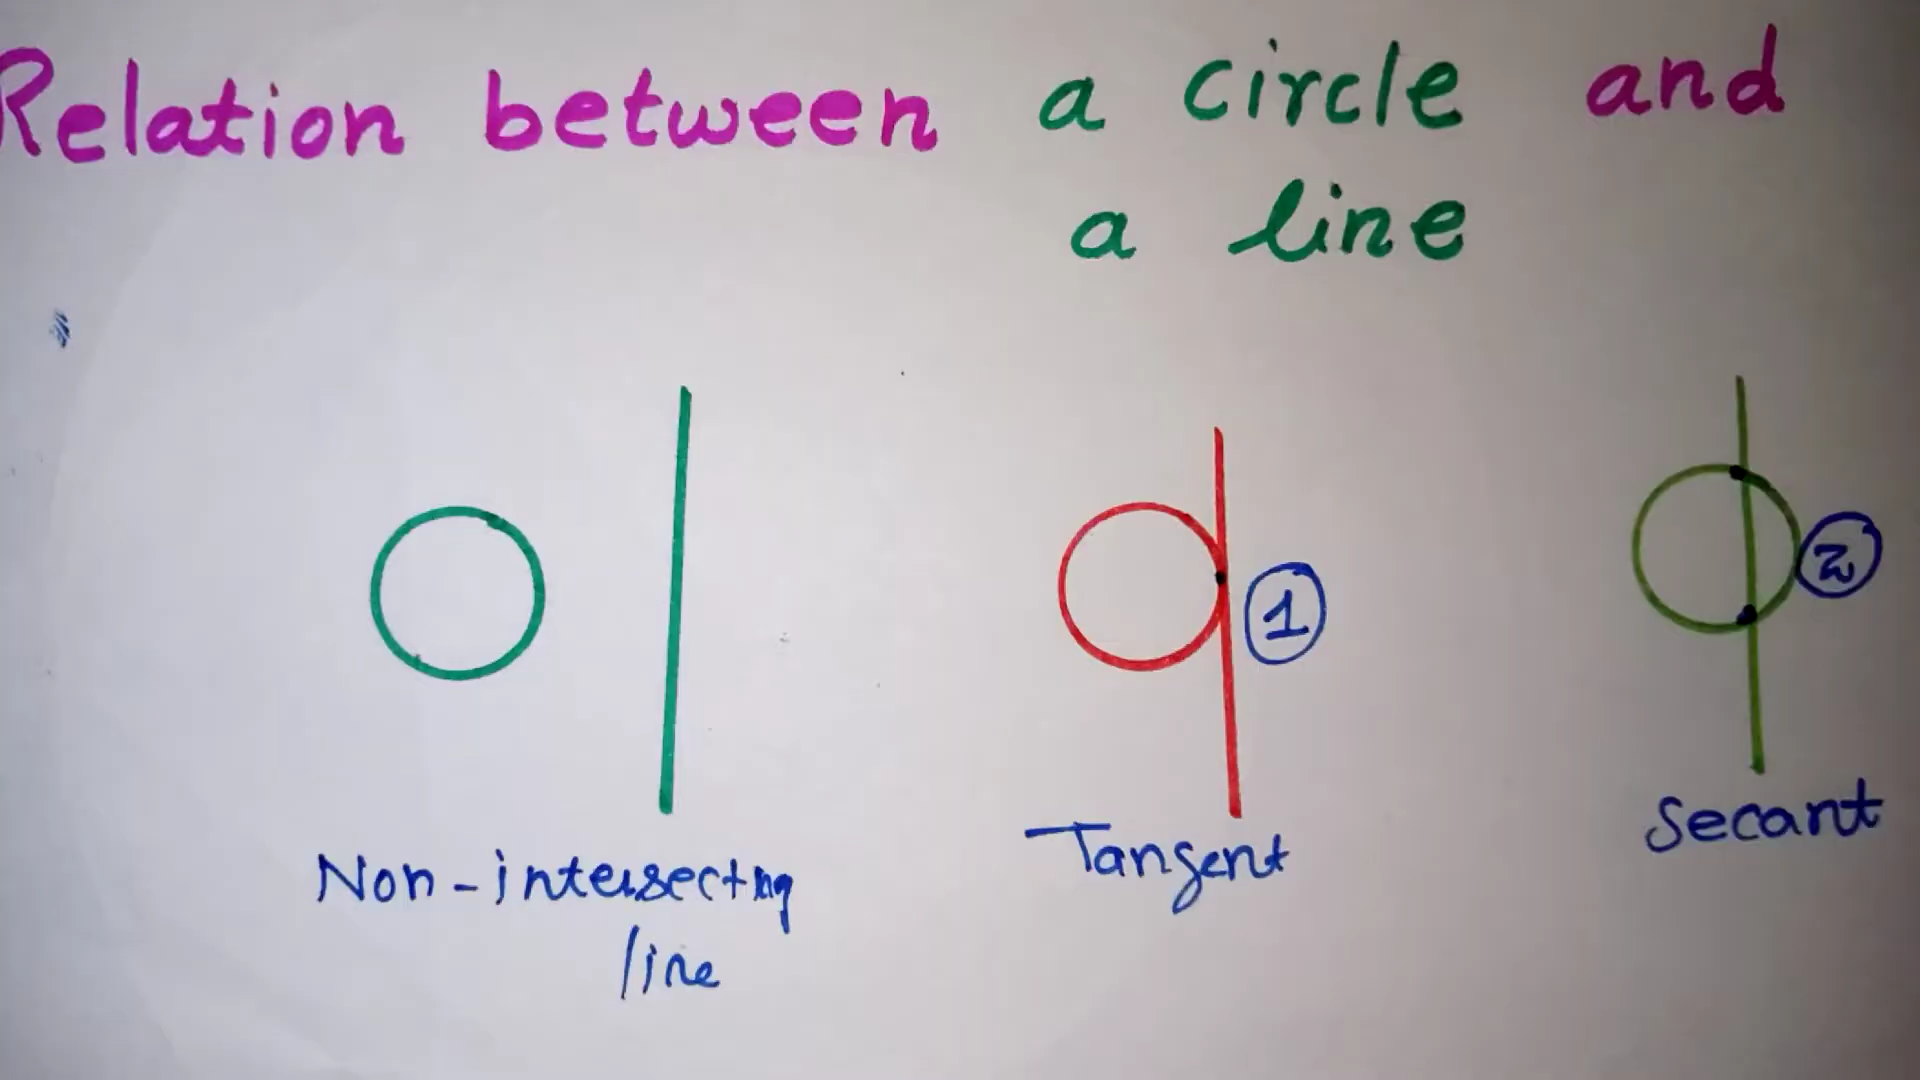 Relation between a circle and
a line
1
2
Non-intersecting
line
Tangent
secant